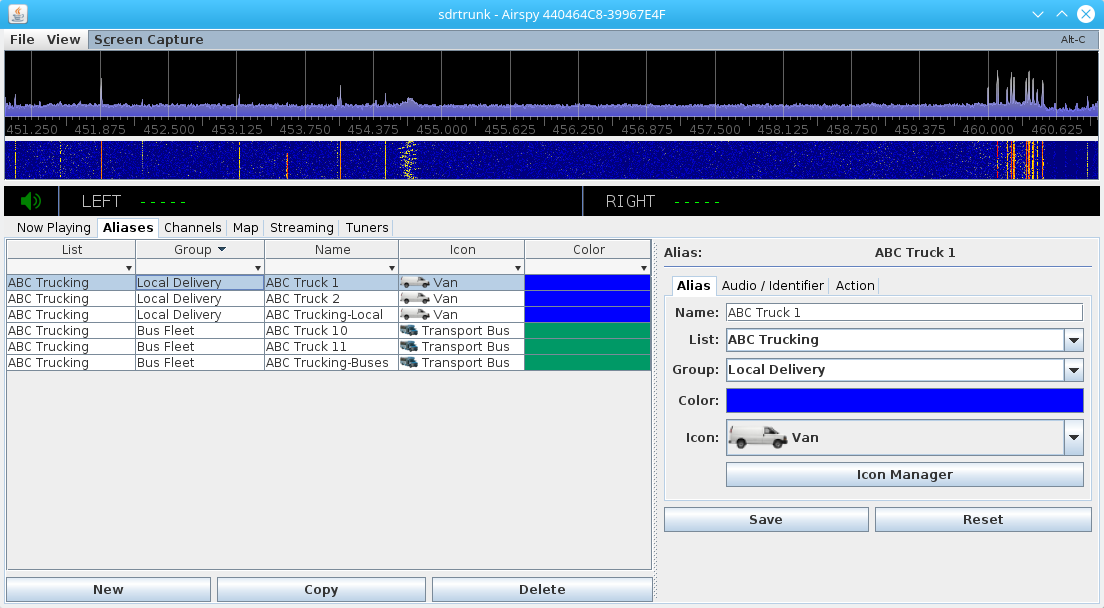 sdrtrunk - Airspy 440464C8-39967E4F
File View Screen Capture Alt-C
451.250 451.875 452.500 453.125 453.750 454.375 455.000 455.625 456.250 456.875 457.500 458.125 458.750 459.375 460.000 460.625
LEFT ----- RIGHT -----
Now Playing Aliases Channels Map Streaming Tuners
List Group Name Icon Color
ABC Trucking Local Delivery ABC Truck 1 Van
ABC Trucking Local Delivery ABC Truck 2 Van
ABC Trucking Local Delivery ABC Trucking-Local Van
ABC Trucking Bus Fleet ABC Truck 10 Transport Bus
ABC Trucking Bus Fleet ABC Truck 11 Transport Bus
ABC Trucking Bus Fleet ABC Trucking-Buses Transport Bus
New Copy Delete
Alias: ABC Truck 1
Alias Audio / Identifier Action
Name: ABC Truck 1
List: ABC Trucking
Group: Local Delivery
Color:
Icon: Van
Icon Manager
Save Reset